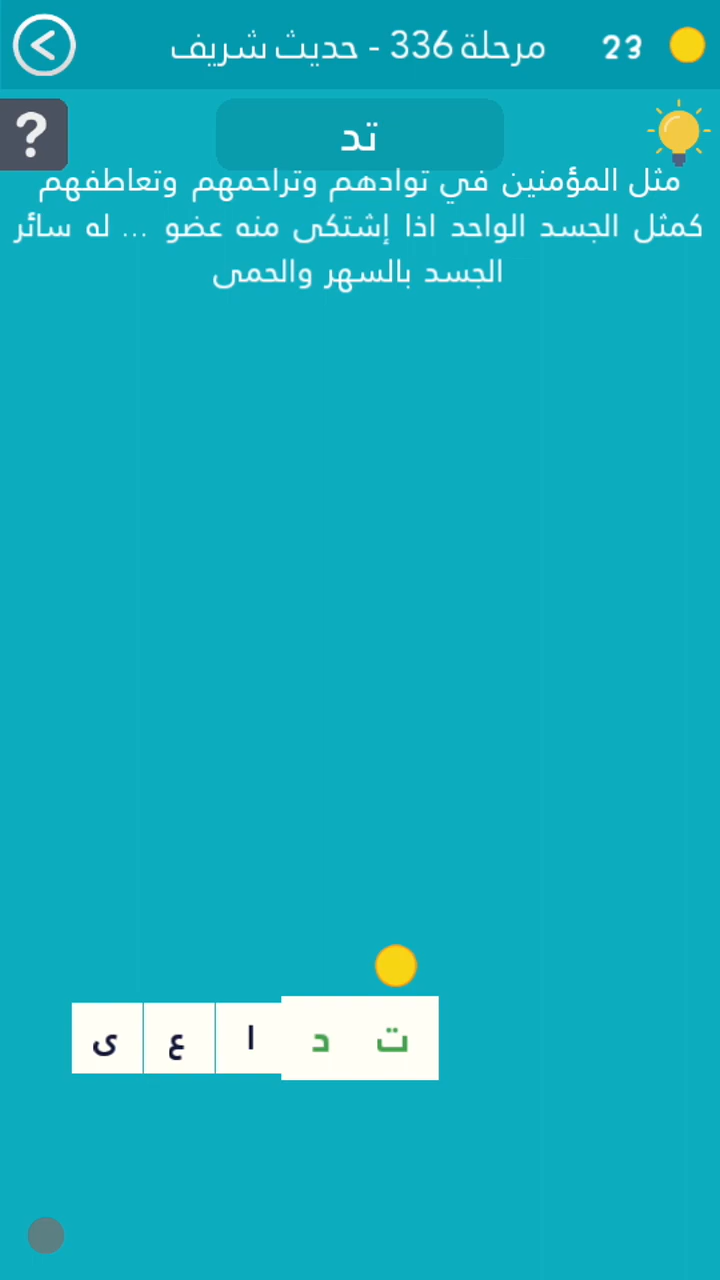 مرحلة 336 - حديث شريف 23
?
تد
مثل المؤمنين في توادهم وتراحمهم وتعاطفهم
كمثل الجسد الواحد اذا إشتكى منه عضو ... له سائر
الجسد بالسهر والحمى
ت د ا ع ى